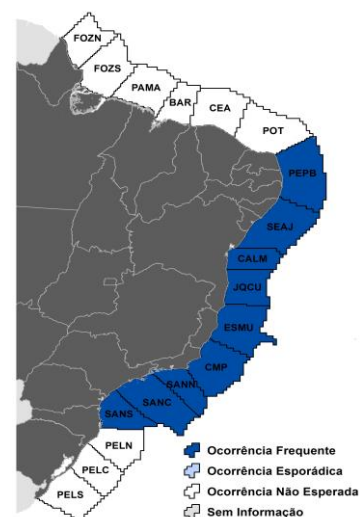 FOZN
FOZS
PAMA
BAR
CEA
POT
PEPB
SEAJ
CALM
JQCU
ESMU
CMP
SANN
SANC
SANS
PELN
PELC
PELS
Ocorrência Frequente
Ocorrência Esporádica
Ocorrência Não Esperada
Sem Informação